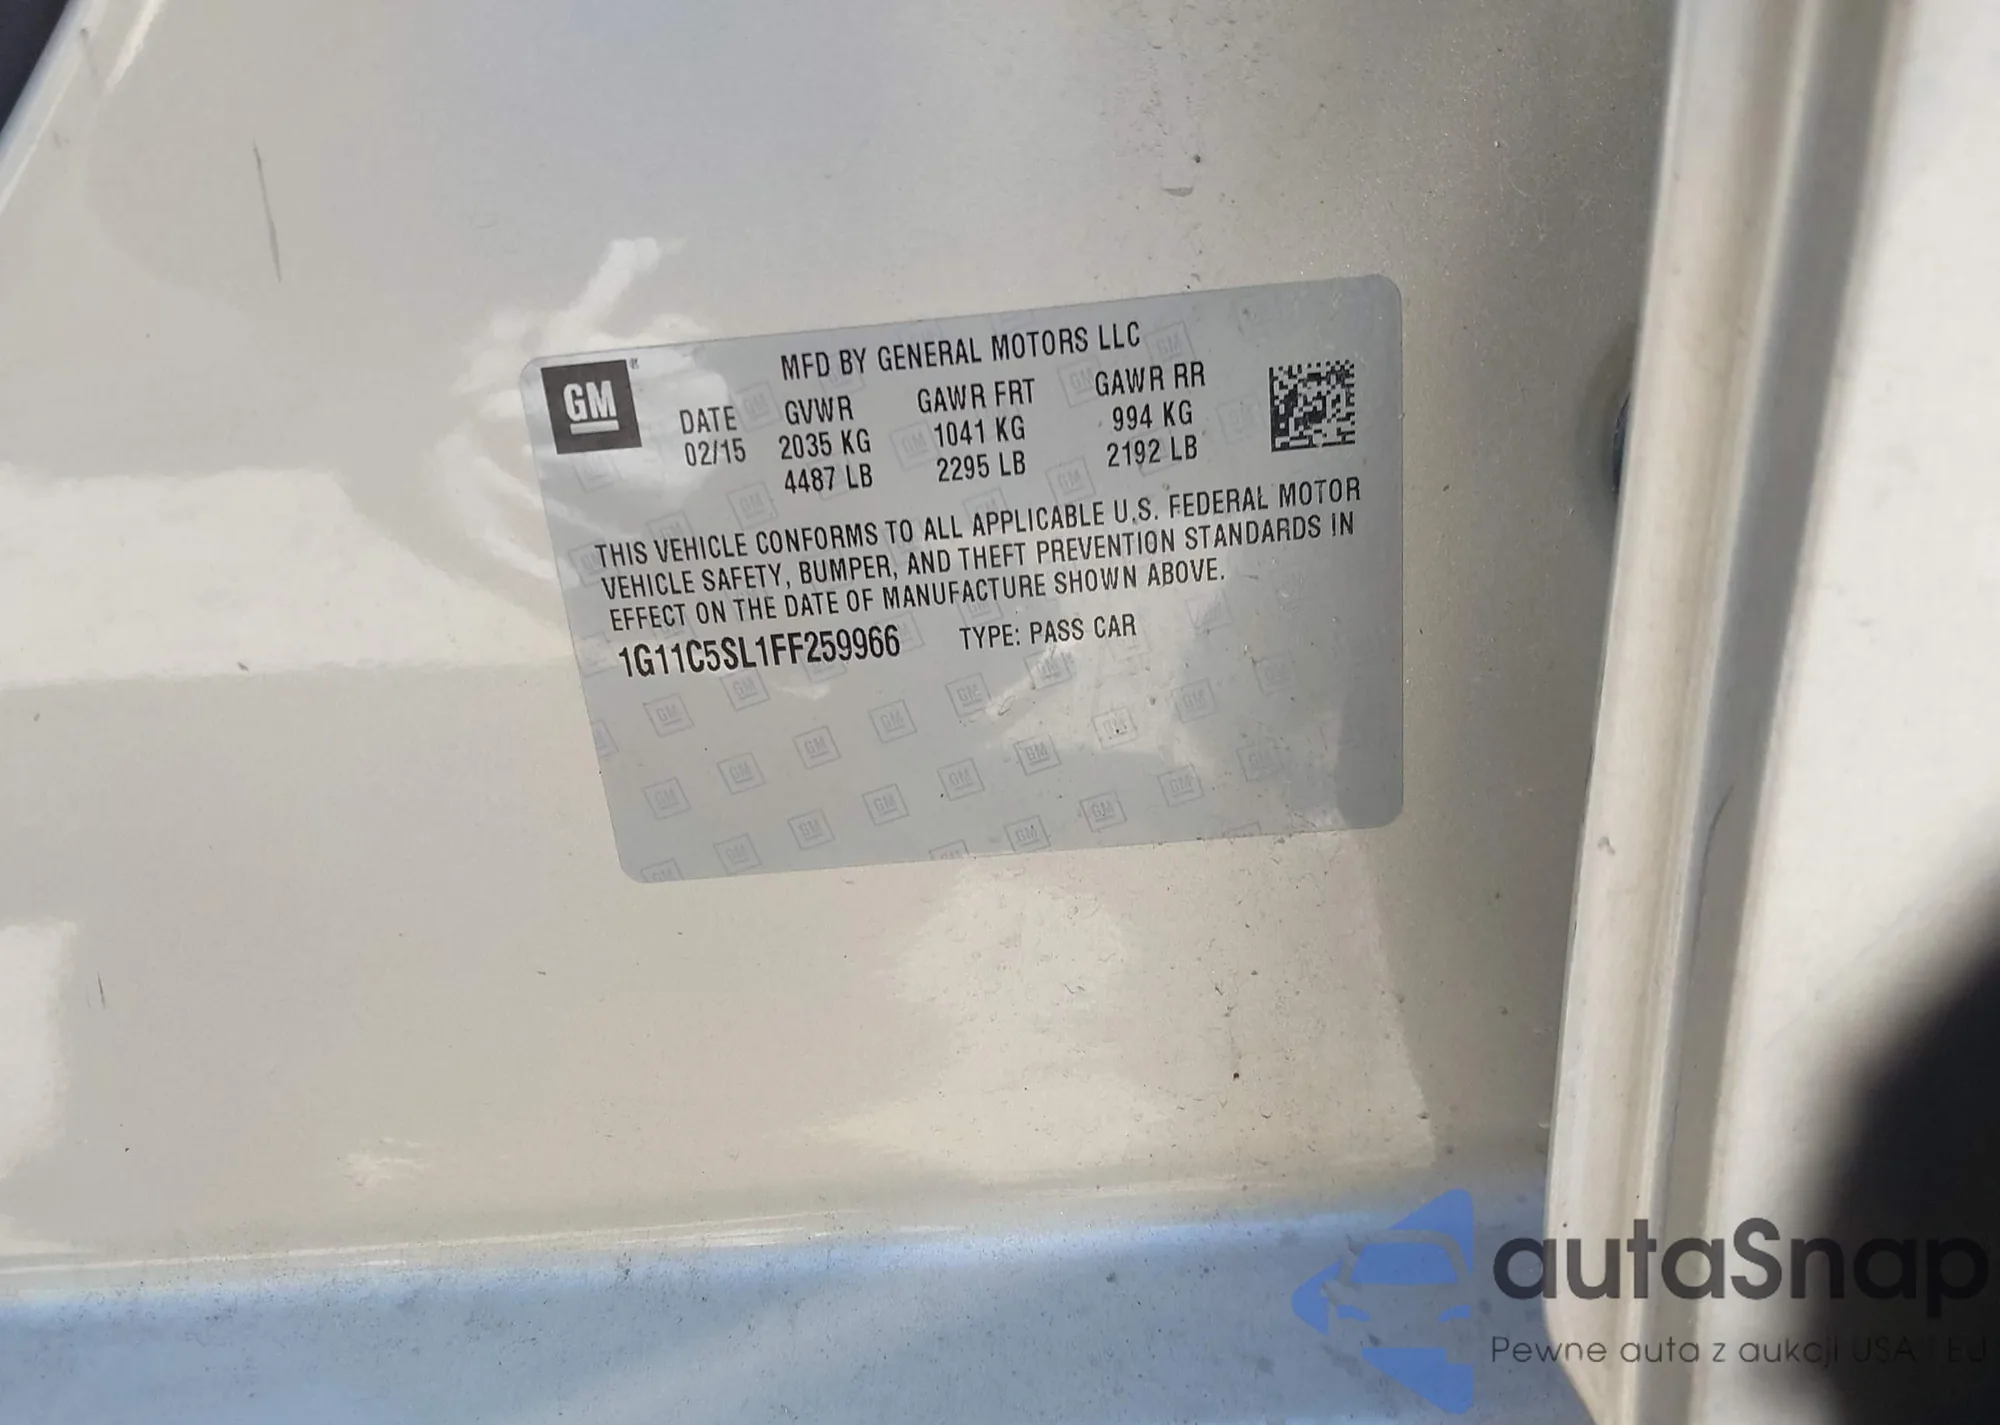 GM
MFD BY GENERAL MOTORS LLC
DATE GVWR GAWR FRT GAWR RR
02/15 2035 KG 1041 KG 994 KG
4487 LB 2295 LB 2192 LB
THIS VEHICLE CONFORMS TO ALL APPLICABLE U.S. FEDERAL MOTOR
VEHICLE SAFETY, BUMPER, AND THEFT PREVENTION STANDARDS IN
EFFECT ON THE DATE OF MANUFACTURE SHOWN ABOVE.
1G11C5SL1FF259966 TYPE: PASS CAR
autaSnap
Pewne auta z aukcji USA i EU